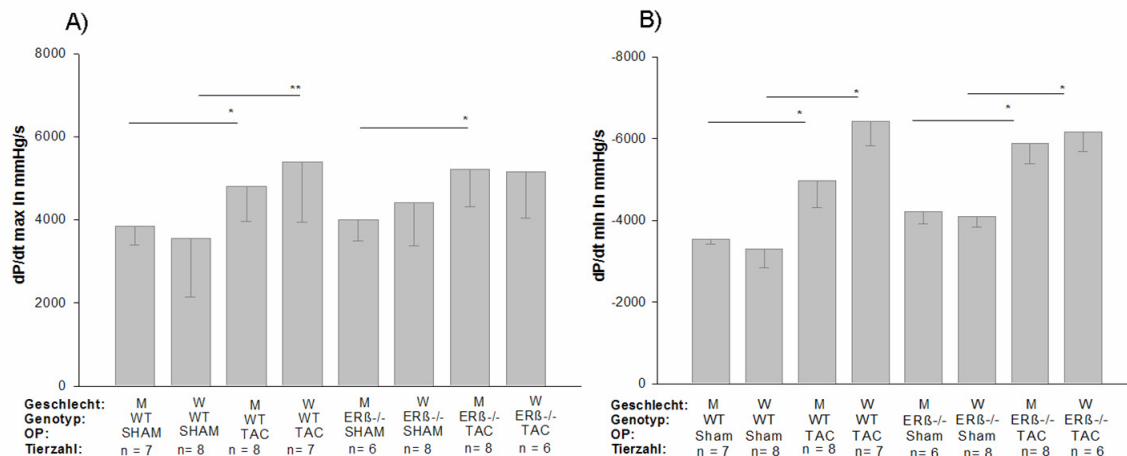 A)
dP/dt max in mmHg/s
8000
6000
4000
2000
0
**
*
*
Geschlecht: M W M W M W M W
Genotyp: WT WT WT WT ERß-/- ERß-/- ERß-/- ERß-/-
OP: SHAM SHAM TAC TAC SHAM SHAM TAC TAC
Tierzahl: n = 7 n= 8 n = 8 n= 7 n= 6 n= 8 n= 8 n= 6
B)
dP/dt min in mmHg/s
-8000
-6000
-4000
-2000
0
*
*
*
*
Geschlecht: M W M W M W M W
Genotyp: WT WT WT WT ERß-/- ERß-/- ERß-/- ERß-/-
OP: Sham Sham TAC TAC Sham Sham TAC TAC
Tierzahl: n = 7 n = 8 n = 8 n = 7 n = 6 n = 8 n = 8 n = 6